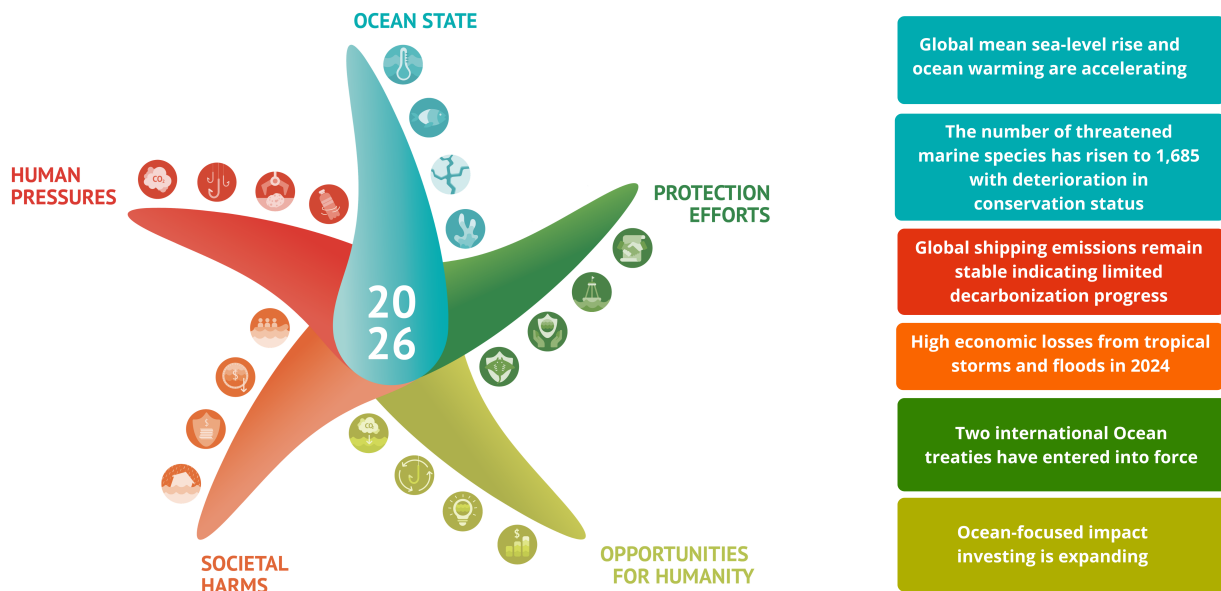 OCEAN STATE
HUMAN
PRESSURES
CO₂
PROTECTION
EFFORTS
20
26
$
$
CO₂
$
SOCIETAL
HARMS
OPPORTUNITIES
FOR HUMANITY
Global mean sea-level rise and
ocean warming are accelerating
The number of threatened
marine species has risen to 1,685
with deterioration in
conservation status
Global shipping emissions remain
stable indicating limited
decarbonization progress
High economic losses from tropical
storms and floods in 2024
Two international Ocean
treaties have entered into force
Ocean-focused impact
investing is expanding